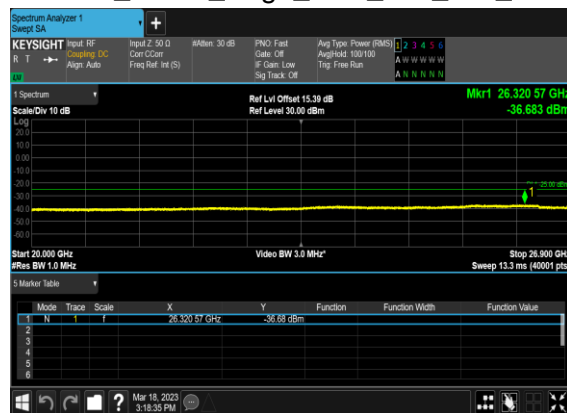 Spectrum Analyzer 1
Swept SA
+
KEYSIGHT Input: RF
R T
Coupling: DC
Align: Auto
Input Z: 50 Ω
Corr CCorr
Freq Ref: Int (S)
#Atten: 30 dB
PNO: Fast
Gate: Off
IF Gain: Low
Sig Track: Off
Avg Type: Power (RMS)
Avg|Hold: 100/100
Trig: Free Run
1 2 3 4 5 6
A W W W W W
A N N N N N
1 Spectrum
Scale/Div 10 dB
Ref Lvl Offset 15.39 dB
Ref Level 30.00 dBm
Mkr1 26.320 57 GHz
-36.683 dBm
Log
20.0
10.0
0.00
-10.0
-20.0
-30.0
-40.0
-50.0
-60.0
-25.00 dBm
1
Start 20.000 GHz
#Res BW 1.0 MHz
Video BW 3.0 MHz*
Stop 26.900 GHz
Sweep 13.3 ms (40001 pts)
5 Marker Table
Mode Trace Scale X Y Function Function Width Function Value
1 N 1 f 26.320 57 GHz -36.68 dBm
2
3
4
5
6
? Mar 18, 2023
3:18:35 PM